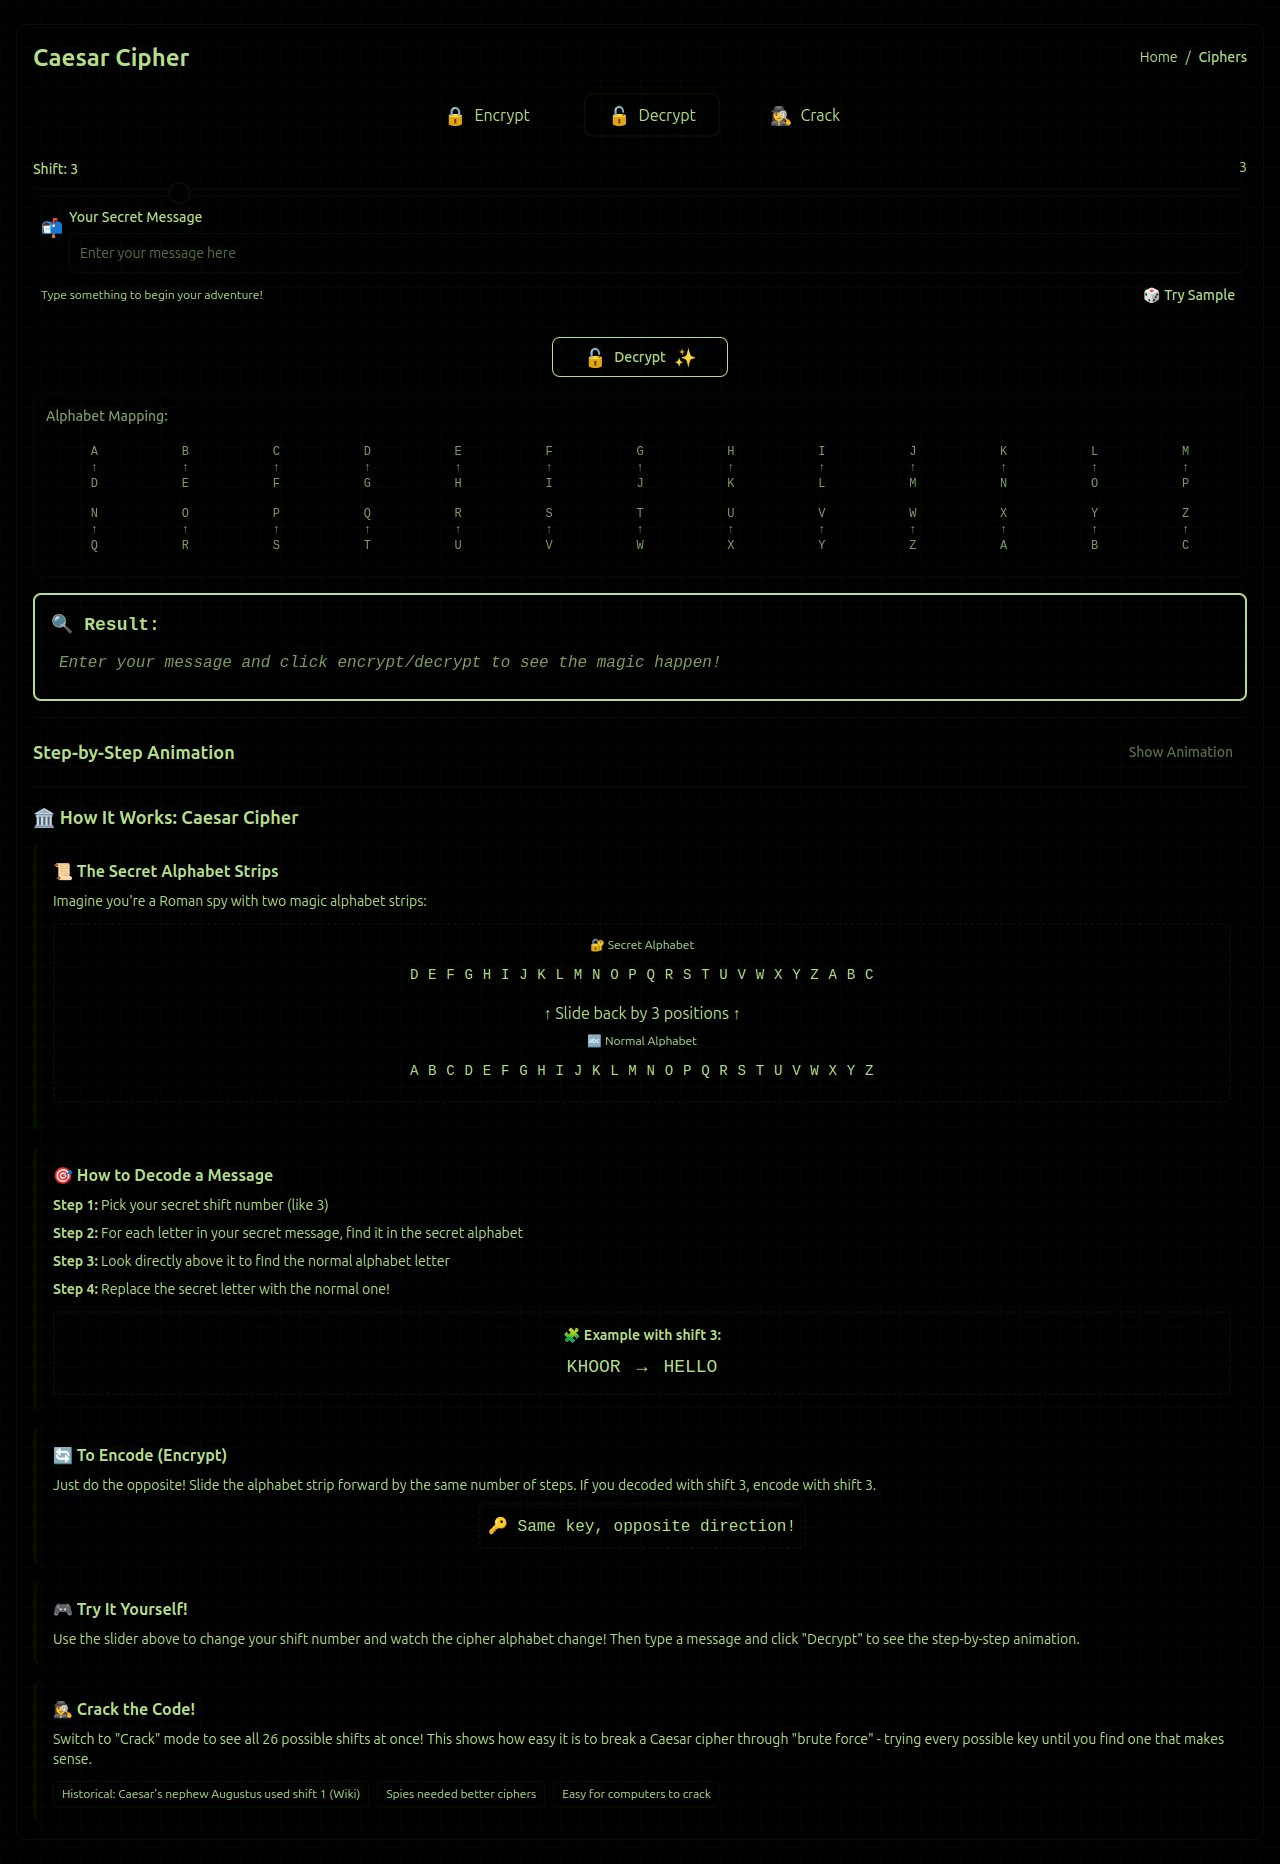 Caesar Cipher
Home / Ciphers
🔒 Encrypt
🔓 Decrypt
🕵️ Crack
Shift: 3
3
📬 Your Secret Message
Enter your message here
Type something to begin your adventure!
🎲 Try Sample
🔓 Decrypt ✨
Alphabet Mapping:
A B C D E F G H I J K L M
↑ ↑ ↑ ↑ ↑ ↑ ↑ ↑ ↑ ↑ ↑ ↑ ↑
D E F G H I J K L M N O P
N O P Q R S T U V W X Y Z
↑ ↑ ↑ ↑ ↑ ↑ ↑ ↑ ↑ ↑ ↑ ↑ ↑
Q R S T U V W X Y Z A B C
🔍 Result:
Enter your message and click encrypt/decrypt to see the magic happen!
Step-by-Step Animation
Show Animation
🏛️ How It Works: Caesar Cipher
📜 The Secret Alphabet Strips
Imagine you're a Roman spy with two magic alphabet strips:
🔐 Secret Alphabet
D E F G H I J K L M N O P Q R S T U V W X Y Z A B C
↑ Slide back by 3 positions ↑
🔤 Normal Alphabet
A B C D E F G H I J K L M N O P Q R S T U V W X Y Z
🎯 How to Decode a Message
Step 1: Pick your secret shift number (like 3)
Step 2: For each letter in your secret message, find it in the secret alphabet
Step 3: Look directly above it to find the normal alphabet letter
Step 4: Replace the secret letter with the normal one!
🧩 Example with shift 3:
KHOOR → HELLO
🔄 To Encode (Encrypt)
Just do the opposite! Slide the alphabet strip forward by the same number of steps. If you decoded with shift 3, encode with shift 3.
🔑 Same key, opposite direction!
🎮 Try It Yourself!
Use the slider above to change your shift number and watch the cipher alphabet change! Then type a message and click "Decrypt" to see the step-by-step animation.
🕵️ Crack the Code!
Switch to "Crack" mode to see all 26 possible shifts at once! This shows how easy it is to break a Caesar cipher through "brute force" - trying every possible key until you find one that makes
sense.
Historical: Caesar's nephew Augustus used shift 1 (Wiki)
Spies needed better ciphers
Easy for computers to crack